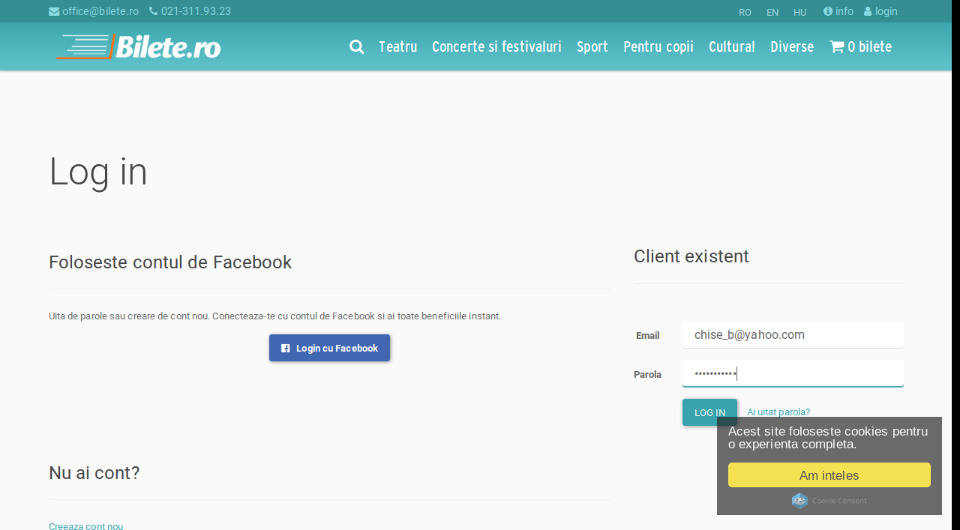 office@bilete.ro 021-311.93.23 RO EN HU info login
Bilete.ro Teatru Concerte si festivaluri Sport Pentru copii Cultural Diverse 0 bilete
Log in
Foloseste contul de Facebook
Uita de parole sau creare de cont nou. Conecteaza-te cu contul de Facebook si ai toate beneficiile instant.
Login cu Facebook
Client existent
Email chise_b@yahoo.com
Parola •••••••••••
LOG IN Ai uitat parola?
Acest site foloseste cookies pentru
o experienta completa.
Am inteles
Cookie Consent
Nu ai cont?
Creeaza cont nou